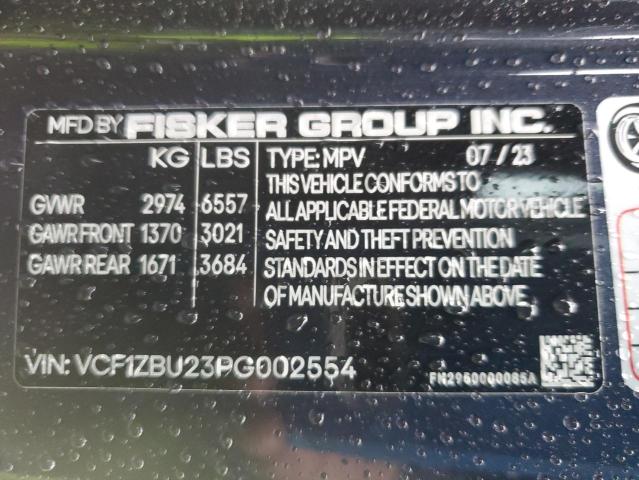 MFD BY FISKER GROUP INC.
KG LBS TYPE: MPV 07 / 23
THIS VEHICLE CONFORMS TO
GVWR 2974 6557 ALL APPLICABLE FEDERAL MOTOR VEHICLE
GAWR FRONT 1370 3021 SAFETY AND THEFT PREVENTION
GAWR REAR 1671 3684 STANDARDS IN EFFECT ON THE DATE
OF MANUFACTURE SHOWN ABOVE.
VIN: VCF1ZBU23PG002554
FM2960000085A